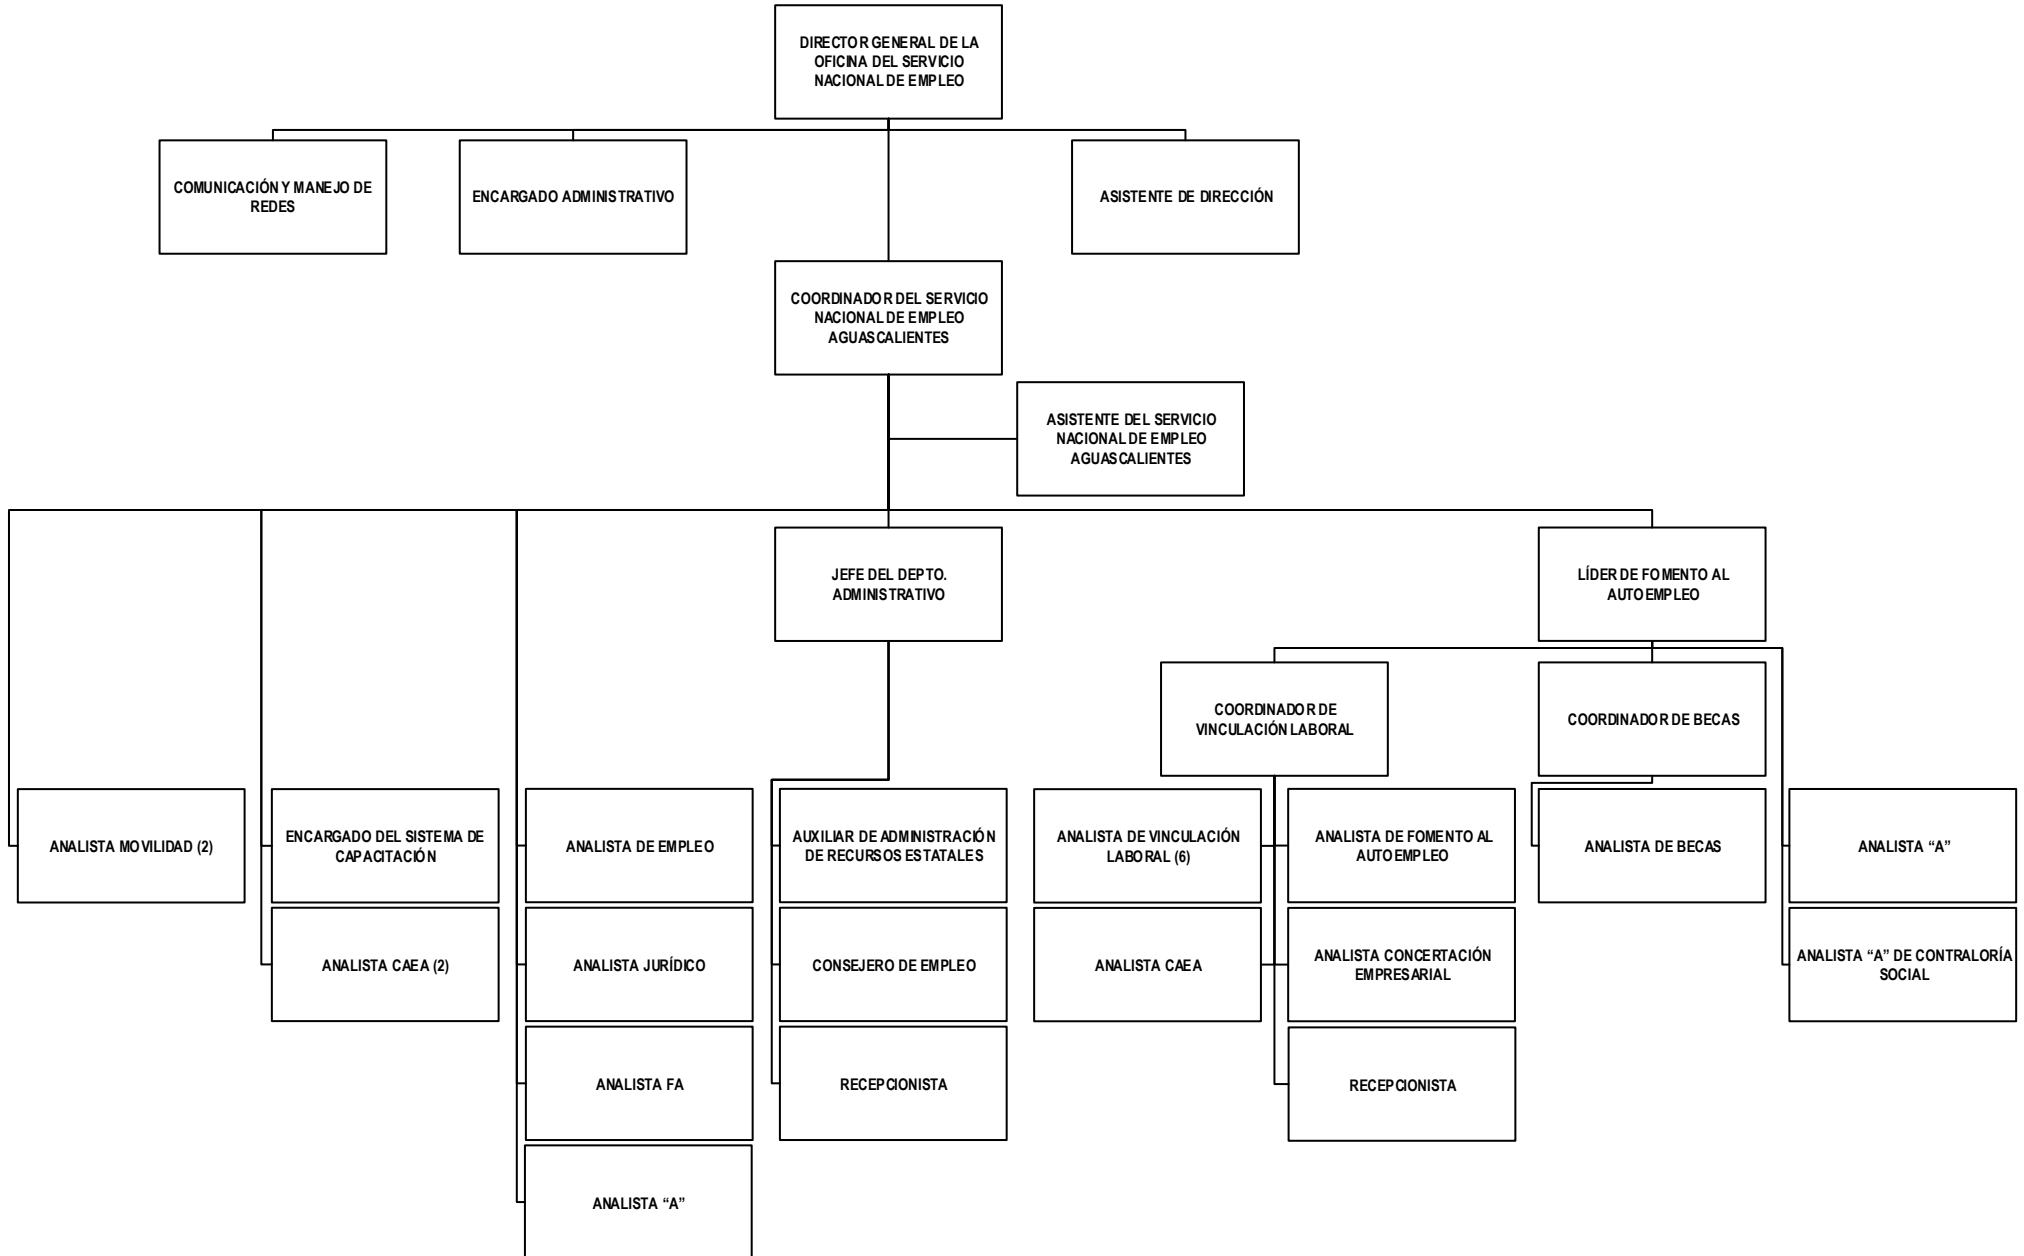 DIRECTOR GENERAL DE LA
OFICINA DEL SERVICIO
NACIONAL DE EMPLEO
COMUNICACIÓN Y MANEJO DE
REDES
ENCARGADO ADMINISTRATIVO
ASISTENTE DE DIRECCIÓN
COORDINADOR DEL SERVICIO
NACIONAL DE EMPLEO
AGUASCALIENTES
ASISTENTE DEL SERVICIO
NACIONAL DE EMPLEO
AGUASCALIENTES
JEFE DEL DEPTO.
ADMINISTRATIVO
LÍDER DE FOMENTO AL
AUTOEMPLEO
COORDINADOR DE
VINCULACIÓN LABORAL
COORDINADOR DE BECAS
ANALISTA MOVILIDAD (2)
ENCARGADO DEL SISTEMA DE
CAPACITACIÓN
ANALISTA DE EMPLEO
AUXILIAR DE ADMINISTRACIÓN
DE RECURSOS ESTATALES
ANALISTA DE VINCULACIÓN
LABORAL (6)
ANALISTA DE FOMENTO AL
AUTOEMPLEO
ANALISTA DE BECAS
ANALISTA “A”
ANALISTA CAEA (2)
ANALISTA JURÍDICO
CONSEJERO DE EMPLEO
ANALISTA CAEA
ANALISTA CONCERTACIÓN
EMPRESARIAL
ANALISTA “A” DE CONTRALORÍA
SOCIAL
ANALISTA FA
RECEPCIONISTA
RECEPCIONISTA
ANALISTA “A”